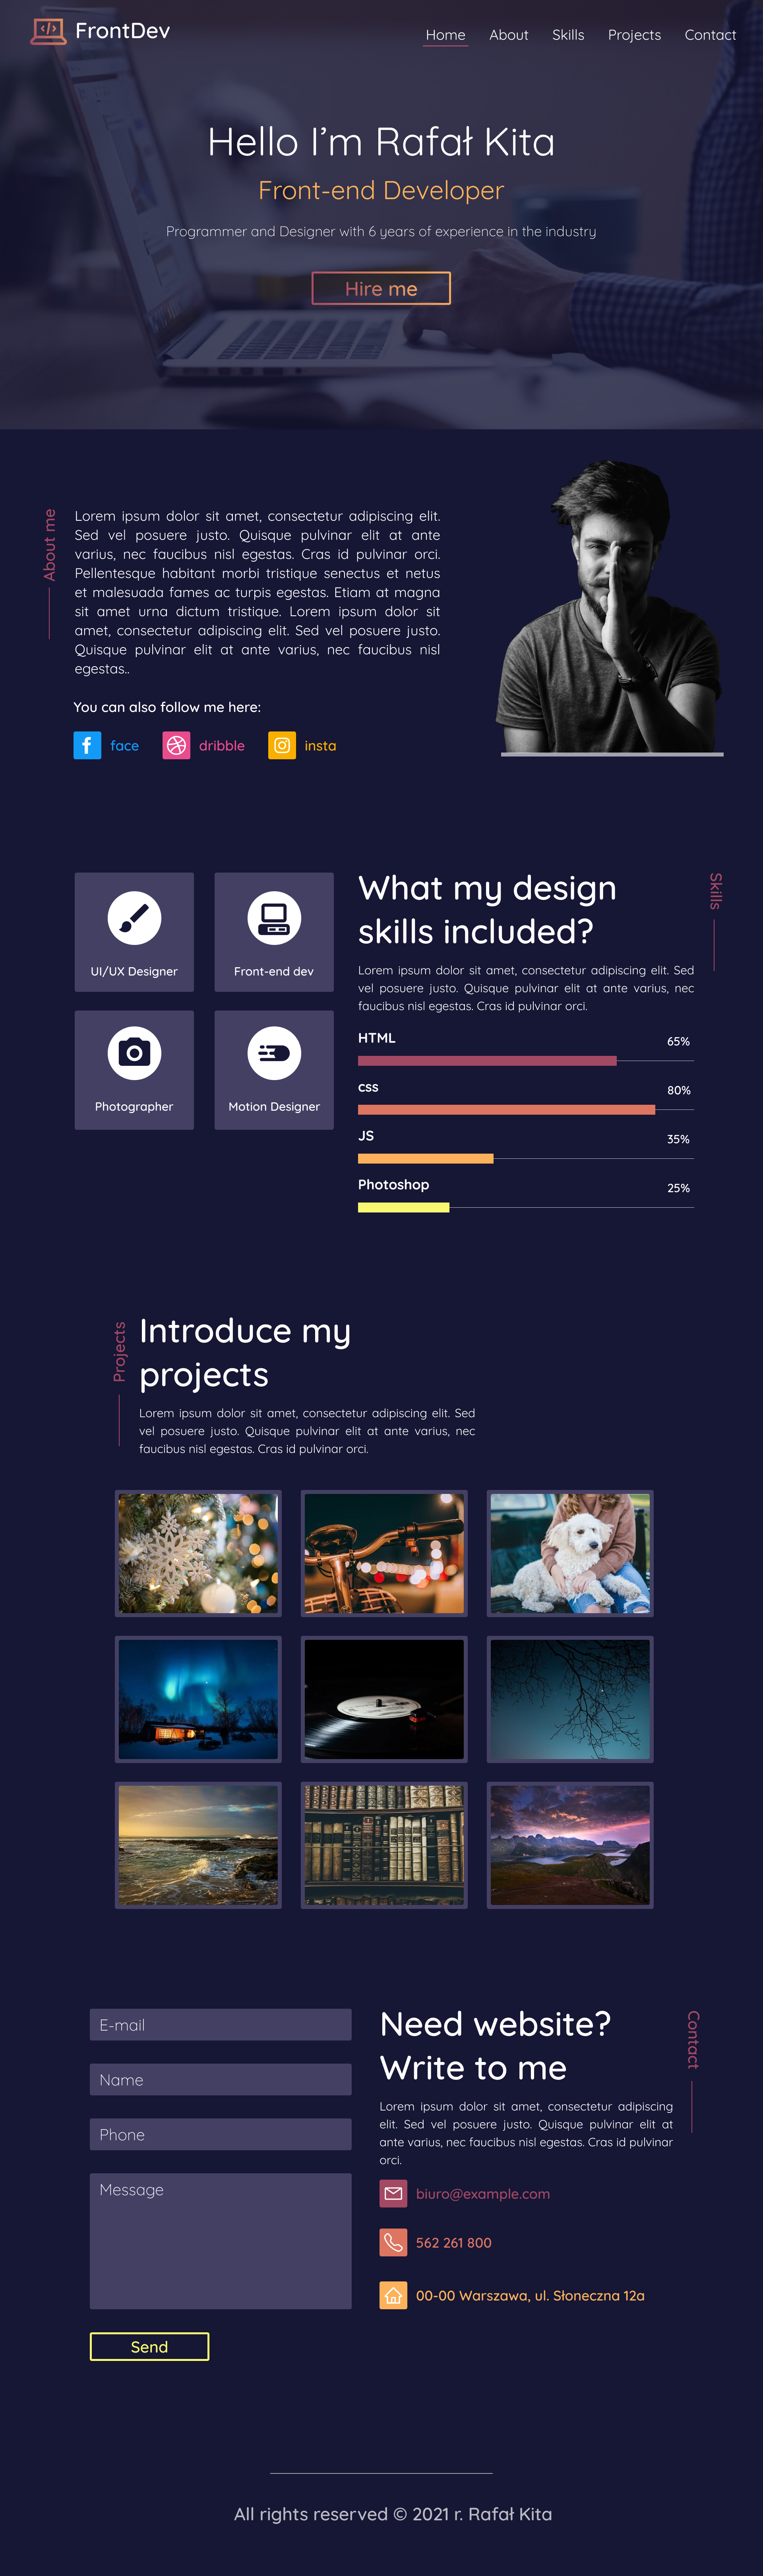 FrontDev
Home About Skills Projects Contact
Hello I’m Rafał Kita
Front-end Developer
Programmer and Designer with 6 years of experience in the industry
Hire me
About me
Lorem ipsum dolor sit amet, consectetur adipiscing elit.
Sed vel posuere justo. Quisque pulvinar elit at ante
varius, nec faucibus nisl egestas. Cras id pulvinar orci.
Pellentesque habitant morbi tristique senectus et netus
et malesuada fames ac turpis egestas. Etiam at magna
sit amet urna dictum tristique. Lorem ipsum dolor sit
amet, consectetur adipiscing elit. Sed vel posuere justo.
Quisque pulvinar elit at ante varius, nec faucibus nisl
egestas..
You can also follow me here:
face dribble insta
UI/UX Designer
Front-end dev
Photographer
Motion Designer
What my design
skills included?
Skills
Lorem ipsum dolor sit amet, consectetur adipiscing elit. Sed
vel posuere justo. Quisque pulvinar elit at ante varius, nec
faucibus nisl egestas. Cras id pulvinar orci.
HTML 65%
css 80%
JS 35%
Photoshop 25%
Projects
Introduce my
projects
Lorem ipsum dolor sit amet, consectetur adipiscing elit. Sed
vel posuere justo. Quisque pulvinar elit at ante varius, nec
faucibus nisl egestas. Cras id pulvinar orci.
E-mail
Name
Phone
Message
Send
Need website?
Write to me
Contact
Lorem ipsum dolor sit amet, consectetur adipiscing
elit. Sed vel posuere justo. Quisque pulvinar elit at
ante varius, nec faucibus nisl egestas. Cras id pulvinar
orci.
biuro@example.com
562 261 800
00-00 Warszawa, ul. Słoneczna 12a
All rights reserved © 2021 r. Rafał Kita